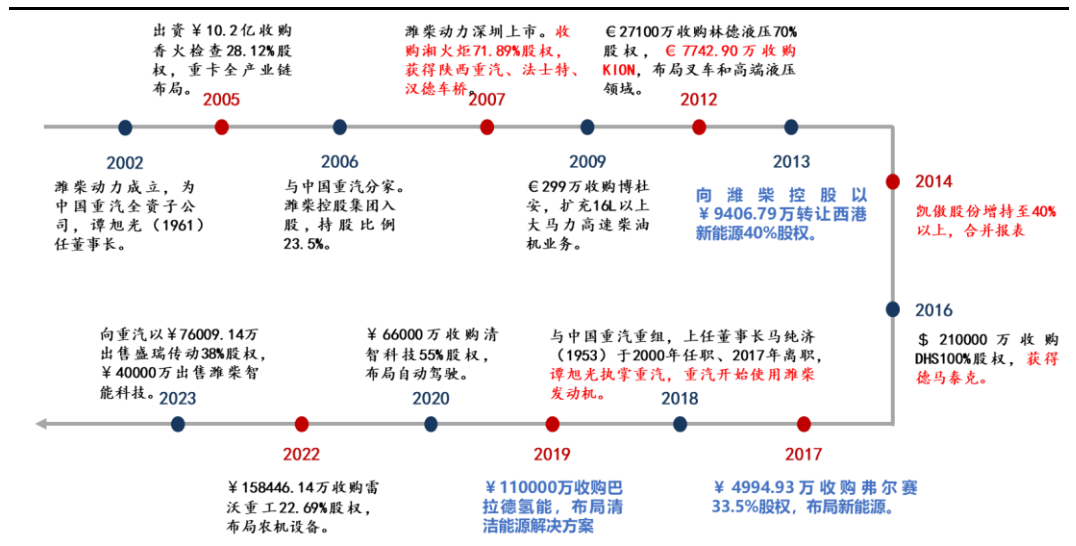 出资¥10.2亿收购
香火检查28.12%股
权，重卡全产业链
布局。
2005
潍柴动力深圳上市。收
购湘火炬71.89%股权，
获得陕西重汽、法士特、
汉德车桥。
2007
€27100万收购林德液压70%
股权，€ 7742.90万收购
KION，布局叉车和高端液压
领域。
2012
2002
潍柴动力成立，为
中国重汽全资子公
司，谭旭光（1961）
任董事长。
2006
与中国重汽分家。
潍柴控股集团入
股，持股比例
23.5%。
2009
€299万收购博杜
安，扩充16L以上
大马力高速柴油
机业务。
2013
向潍柴控股以
¥9406.79万转让西港
新能源40%股权。
2014
凯傲股份增持至40%
以上，合并报表
2016
$ 210000万收购
DHS100%股权，获得
德马泰克。
向重汽以¥76009.14万
出售盛瑞传动38%股权，
¥40000万出售潍柴智
能科技。
2023
¥66000万收购清
智科技55%股权，
布局自动驾驶。
2020
与中国重汽重组，上任董事长马纯济
（1953）于2000年任职、2017年离职，
谭旭光执掌重汽，重汽开始使用潍柴
发动机。
2018
2022
¥158446.14万收购雷
沃重工22.69%股权，
布局农机设备。
2019
¥110000万收购巴
拉德氢能，布局清
洁能源解决方案
2017
¥4994.93万收购弗尔赛
33.5%股权，布局新能源。